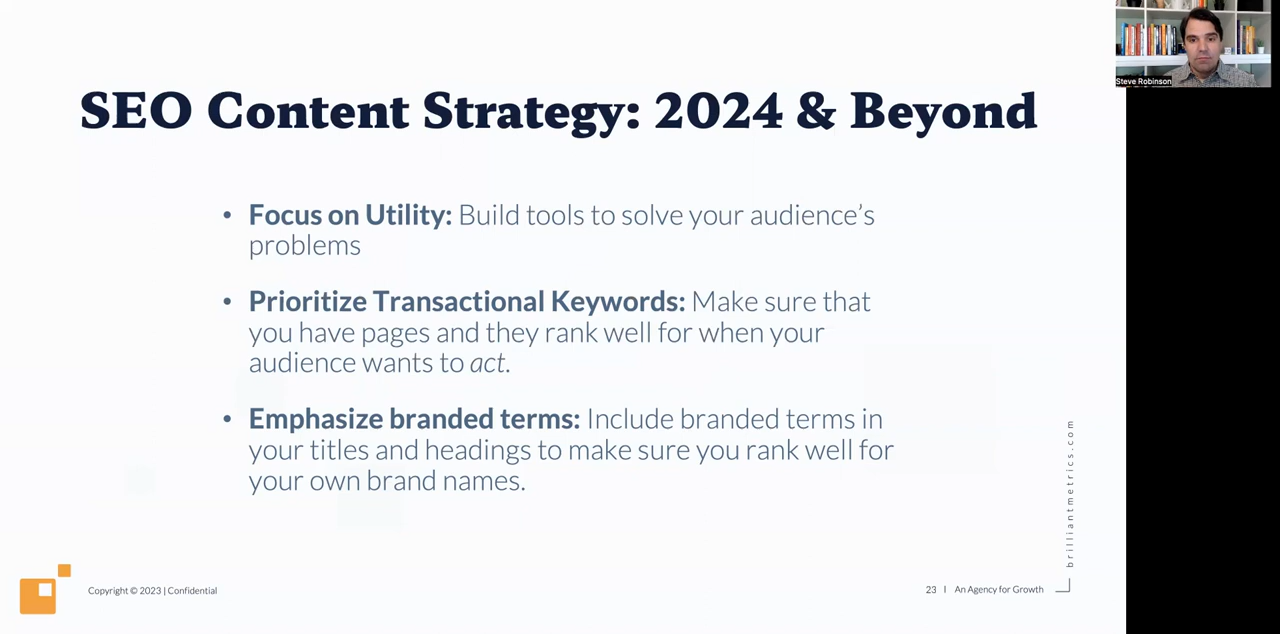 SEO Content Strategy: 2024 & Beyond
Steve Robinson
• Focus on Utility: Build tools to solve your audience’s
problems
• Prioritize Transactional Keywords: Make sure that
you have pages and they rank well for when your
audience wants to act.
• Emphasize branded terms: Include branded terms in
your titles and headings to make sure you rank well for
your own brand names.
brilliantmetrics.com
Copyright © 2023 | Confidential
23 | An Agency for Growth